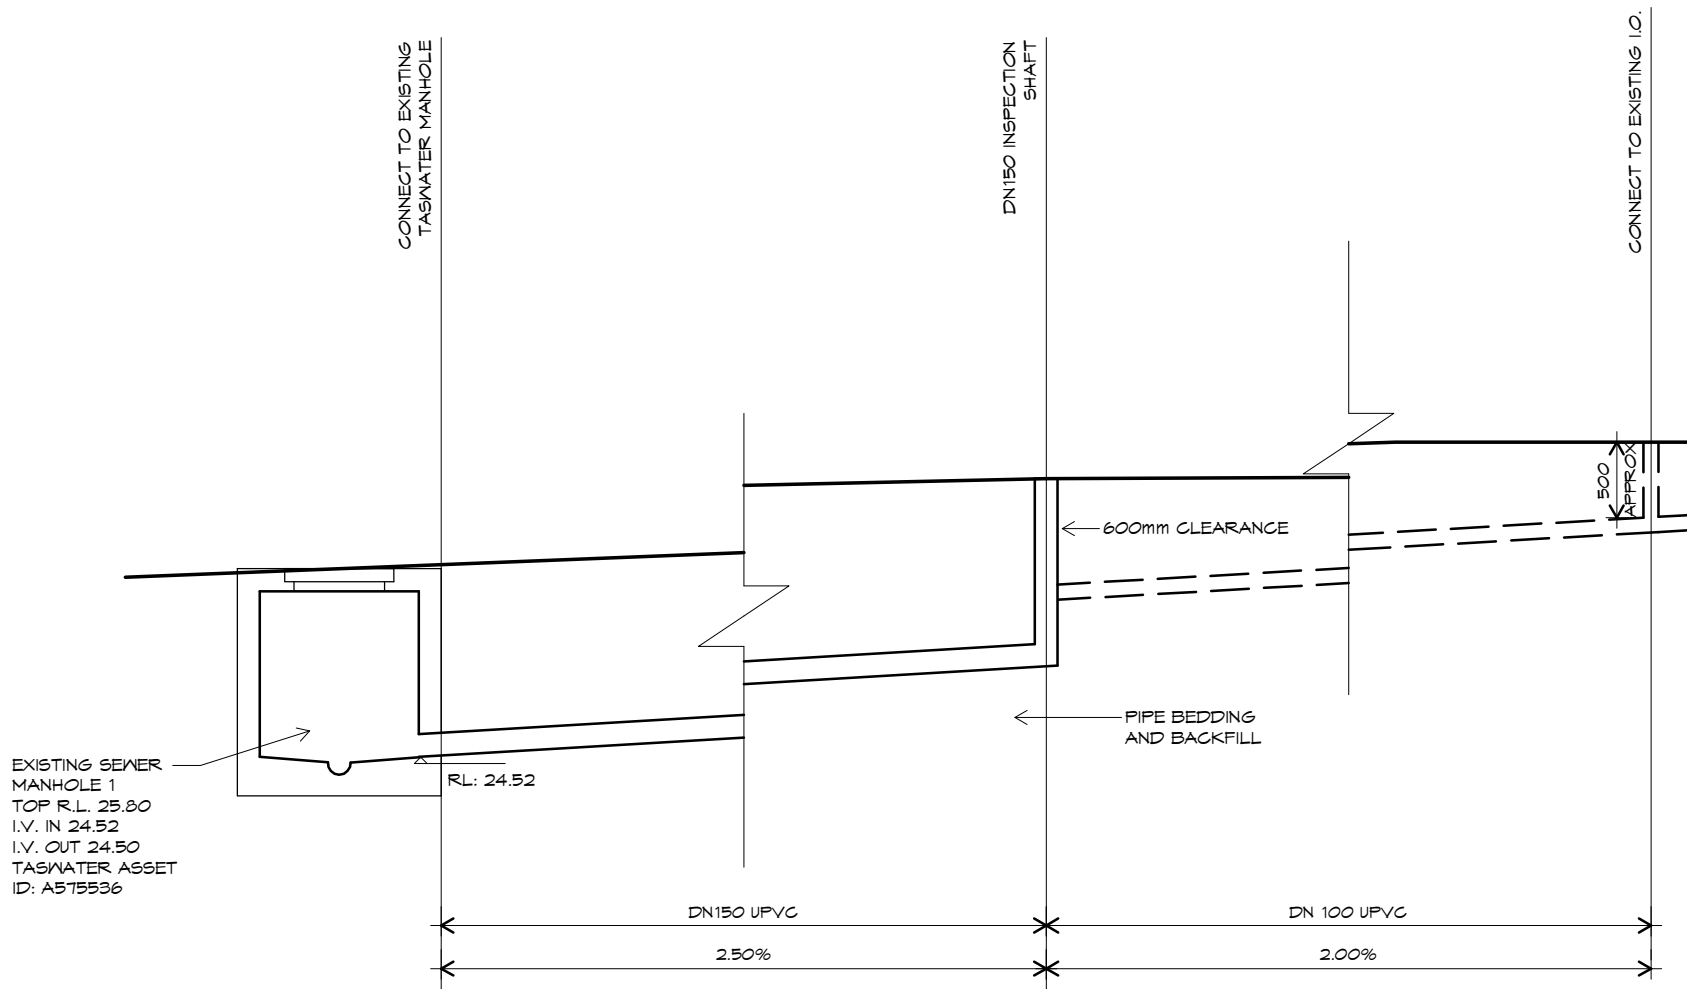 CONNECT TO EXISTING
TASWATER MANHOLE
DN150 INSPECTION
SHAFT
CONNECT TO EXISTING I.O.
500
APPROX
600mm CLEARANCE
PIPE BEDDING
AND BACKFILL
EXISTING SEWER
MANHOLE 1
TOP R.L. 25.80
I.V. IN 24.52
I.V. OUT 24.50
TASWATER ASSET
ID: A575536
RL: 24.52
DN150 UPVC
DN 100 UPVC
2.50%
2.00%